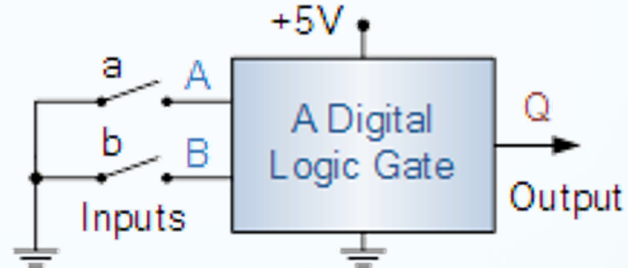 +5V
a
A
A Digital
Logic Gate
Q
b
B
Inputs
Output